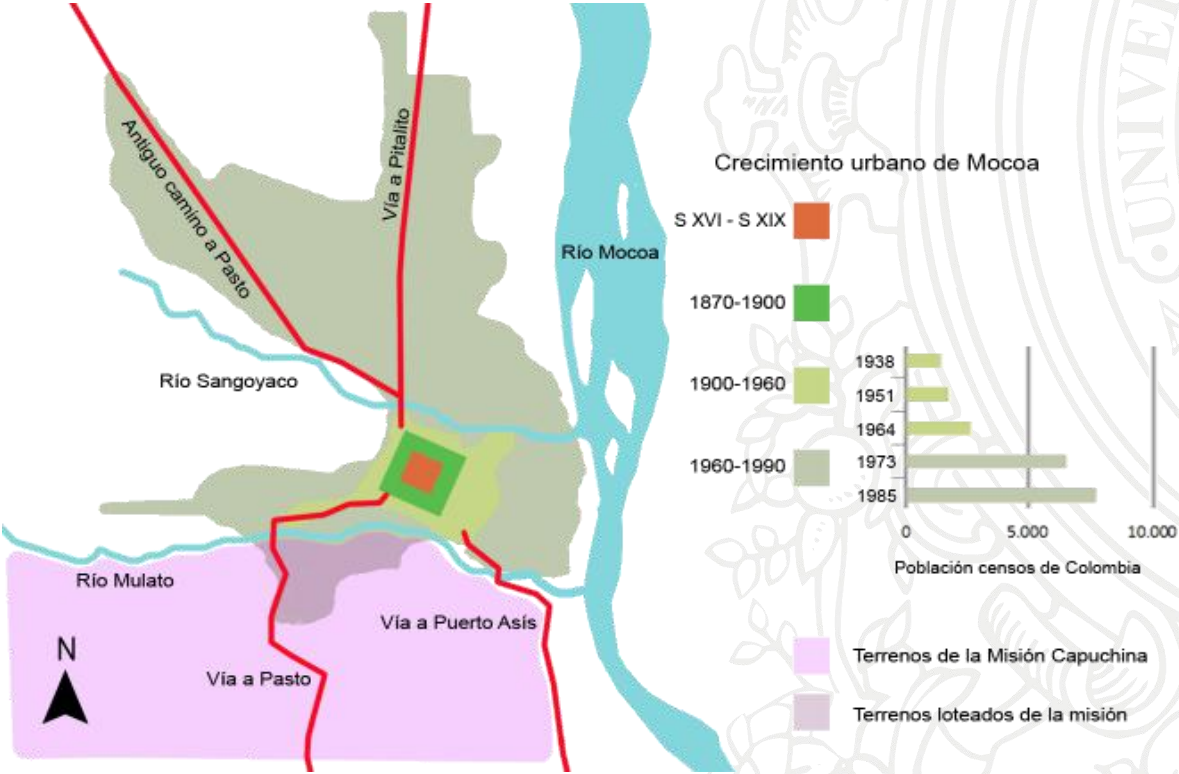 Antiguo camino a Pasto
Vía a Pitalito
Río Mocoa
Río Sangoyaco
Río Mulato
Vía a Puerto Asís
Vía a Pasto
N
Crecimiento urbano de Mocoa
S XVI - S XIX
1870-1900
1900-1960
1960-1990
1938
1951
1964
1973
1985
0 5.000 10.000
Población censos de Colombia
Terrenos de la Misión Capuchina
Terrenos loteados de la misión